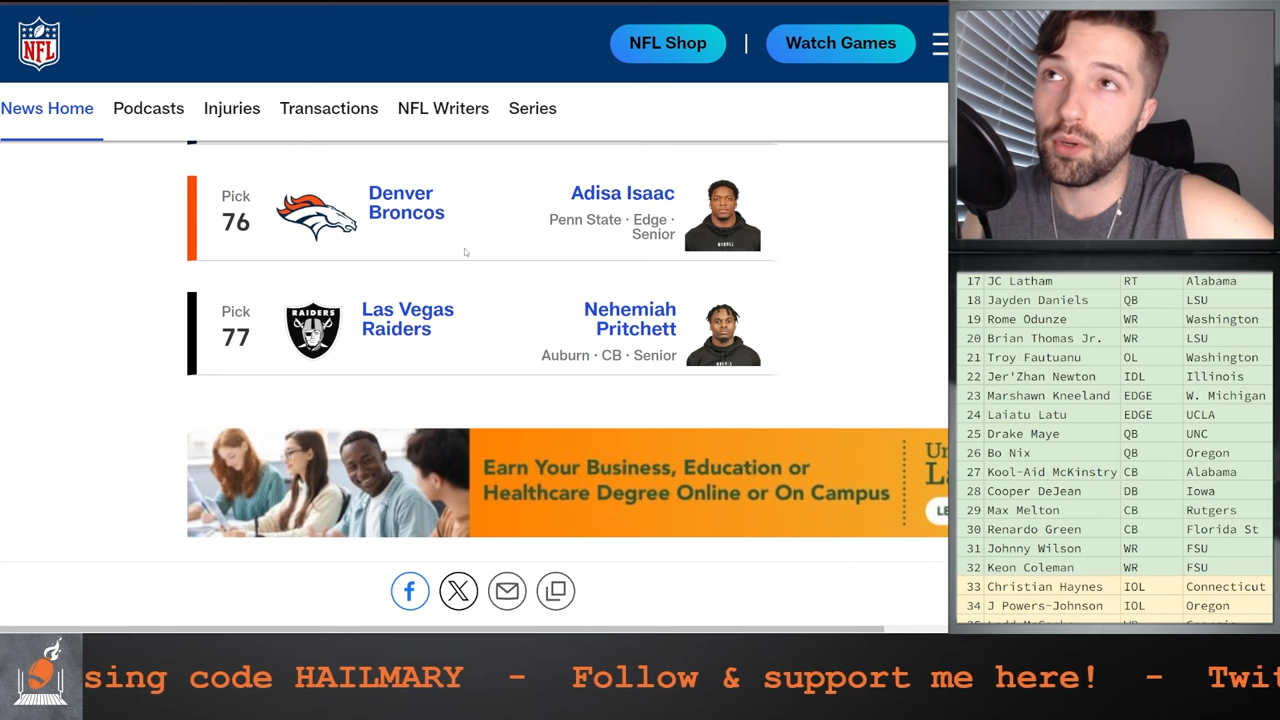 NFL
NFL Shop
Watch Games
News Home
Podcasts
Injuries
Transactions
NFL Writers
Series
Pick
76
Denver
Broncos
Adisa Isaac
Penn State · Edge ·
Senior
Pick
77
RAIDERS
Las Vegas
Raiders
Nehemiah
Pritchett
Auburn · CB · Senior
Earn Your Business, Education or
Healthcare Degree Online or On Campus
17 JC Latham RT Alabama
18 Jayden Daniels QB LSU
19 Rome Odunze WR Washington
20 Brian Thomas Jr. WR LSU
21 Troy Fautuanu OL Washington
22 Jer'Zhan Newton IDL Illinois
23 Marshawn Kneeland EDGE W. Michigan
24 Laiatu Latu EDGE UCLA
25 Drake Maye QB UNC
26 Bo Nix QB Oregon
27 Kool-Aid McKinstry CB Alabama
28 Cooper DeJean DB Iowa
29 Max Melton CB Rutgers
30 Renardo Green CB Florida St
31 Johnny Wilson WR FSU
32 Keon Coleman WR FSU
33 Christian Haynes IOL Connecticut
34 J Powers-Johnson IOL Oregon
sing code HAILMARY - Follow & support me here! - Twi